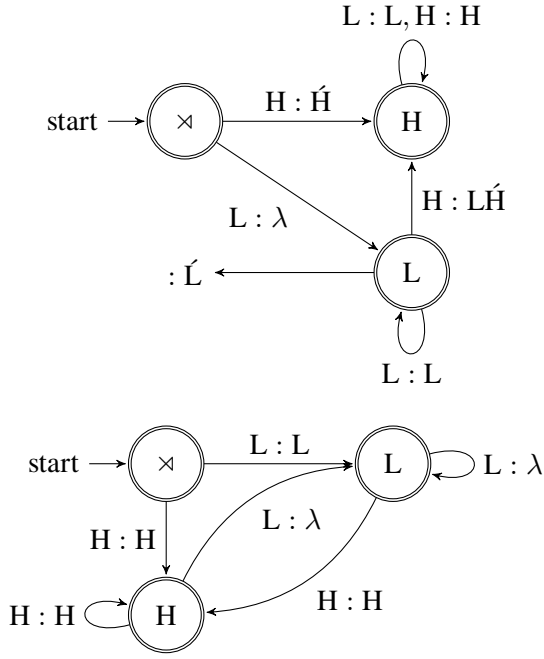 L : L, H : H
start ⋊ H : H́ H
L : λ H : LH́
: Ĺ L
L : L
start ⋊ L : L L L : λ
H : H L : λ
H : H H H : H